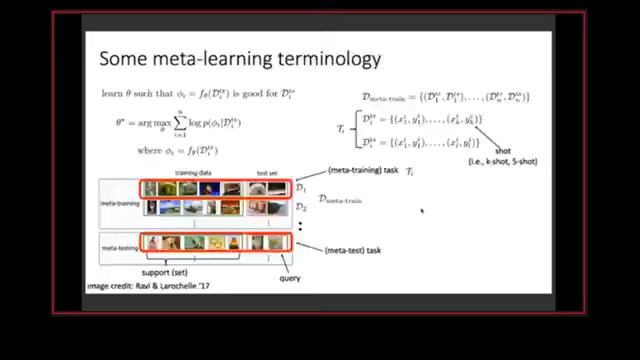 Some meta-learning terminology
learn θ such that ϕ_i = f_θ(𝒟_i^tr) is good for 𝒟_i^ts
θ* = arg max_θ ∑_{i=1}^n log p(ϕ_i|𝒟_i^ts)
where ϕ_i = f_θ(𝒟_i^tr)
𝒟_meta-train = {(𝒟_1^tr, 𝒟_1^ts), . . . , (𝒟_n^tr, 𝒟_n^ts)}
𝒯_i
𝒟_i^tr = {(x_1^i, y_1^i), . . . , (x_k^i, y_k^i)}
𝒟_i^ts = {(x_1^i, y_1^i), . . . , (x_l^i, y_l^i)}
shot
(i.e., k-shot, 5-shot)
training data
test set
(meta-training) task 𝒯_i
meta-training
𝒟_1
𝒟_2
𝒟_meta-train
meta-testing
(meta-test) task
support (set)
query
image credit: Ravi & Larochelle '17